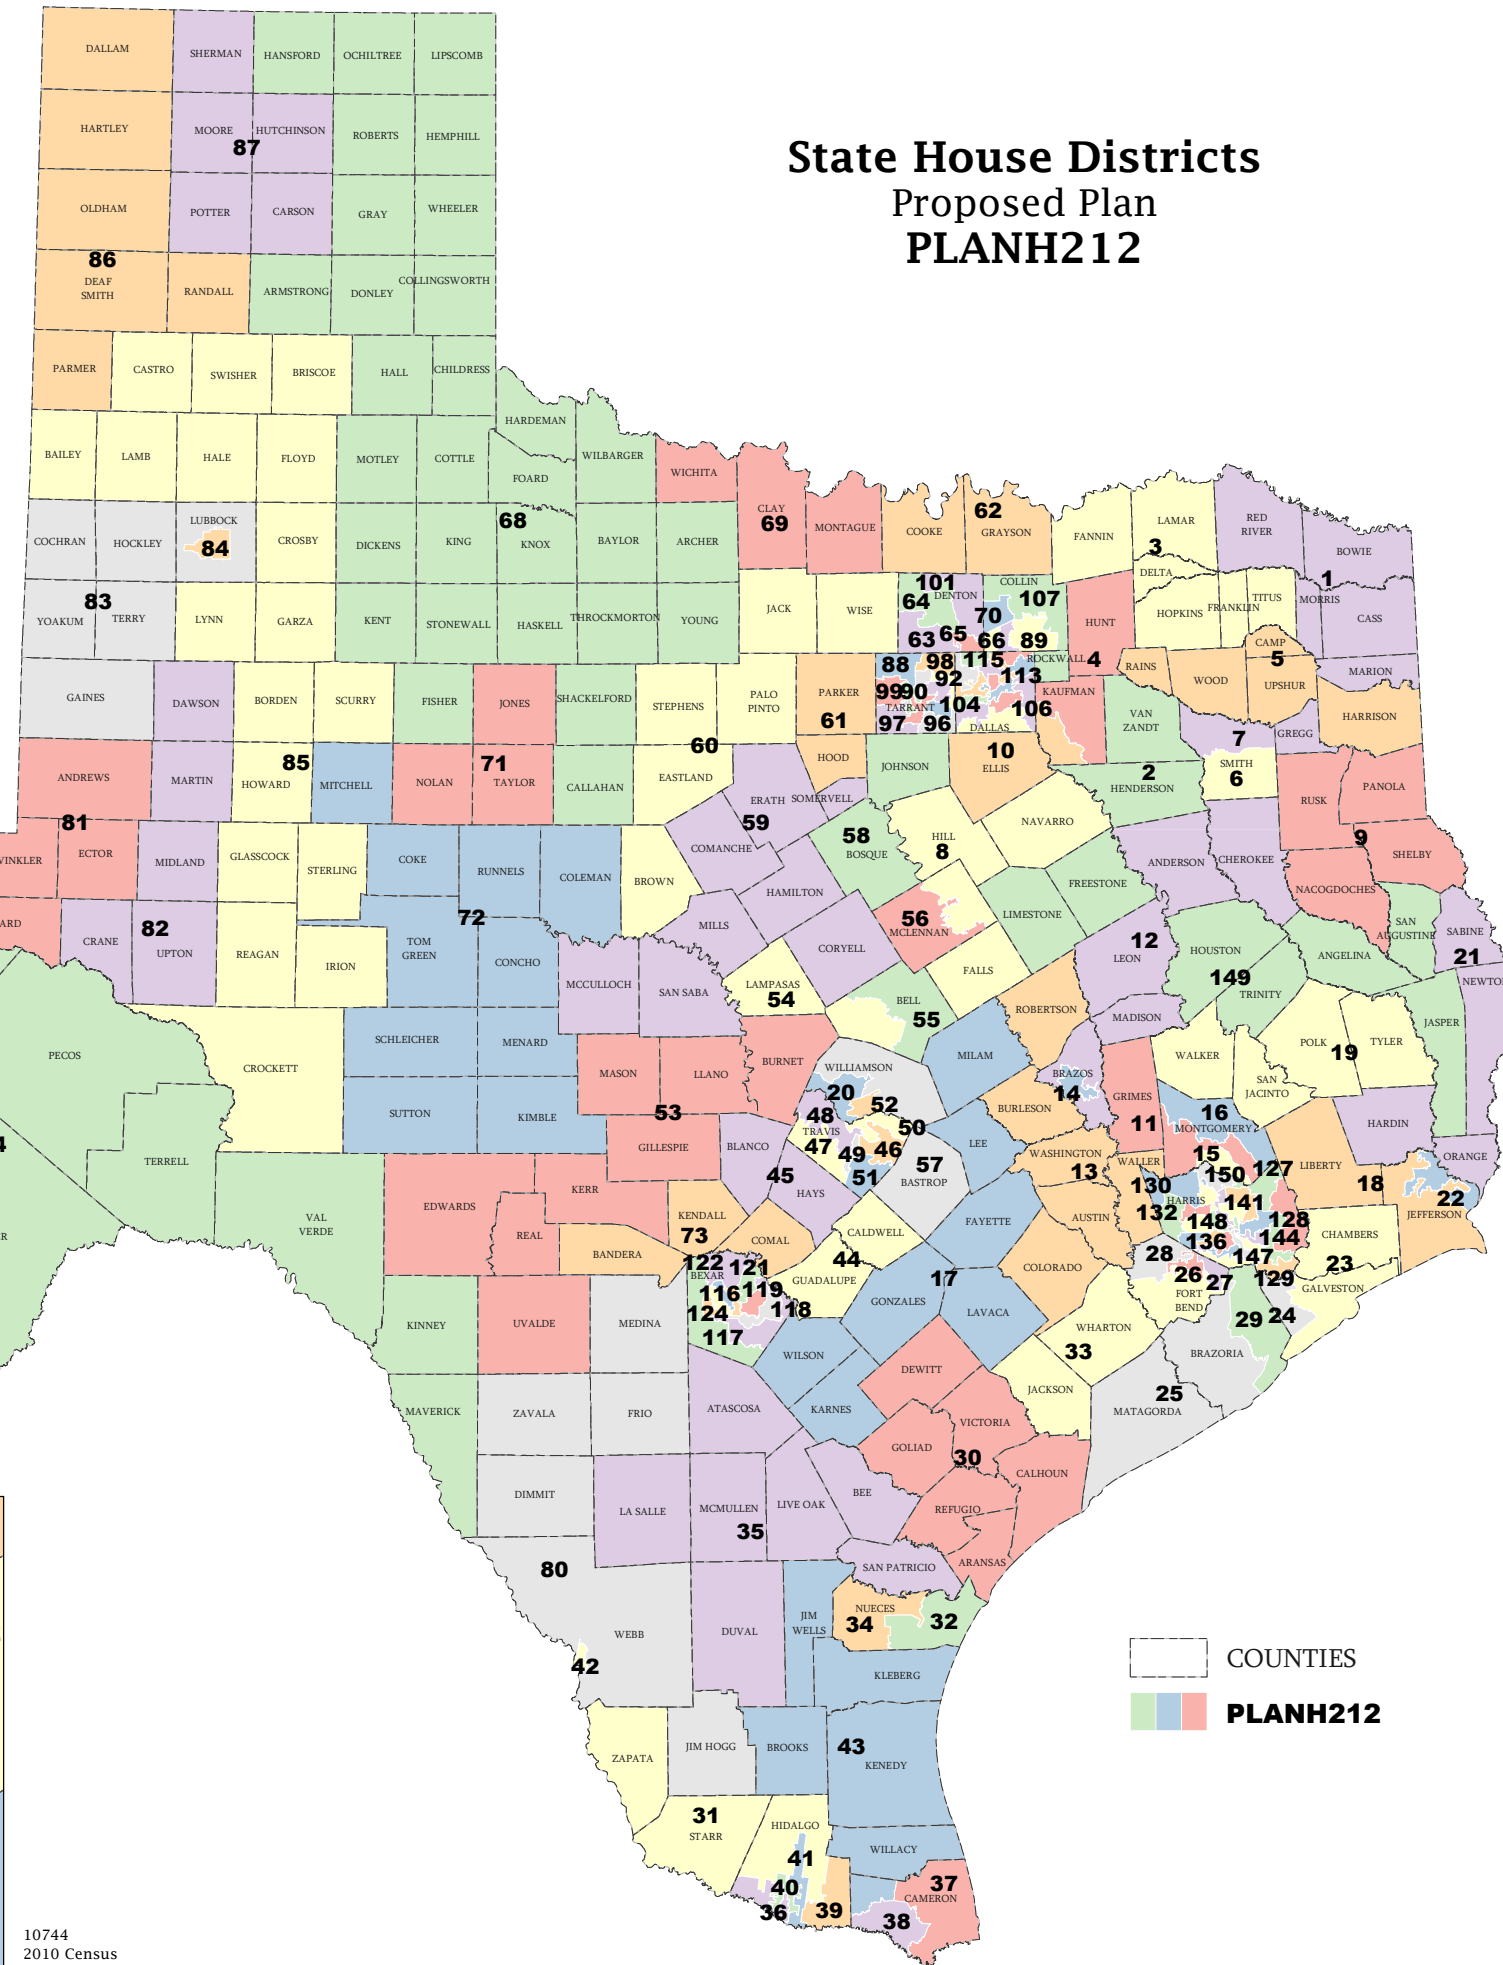 State House Districts
Proposed Plan
PLANH212
DALLAM
SHERMAN
HANSFORD
OCHILTREE
LIPSCOMB
HARTLEY
MOORE
HUTCHINSON
ROBERTS
HEMPHILL
87
OLDHAM
POTTER
CARSON
GRAY
WHEELER
86
DEAF
SMITH
RANDALL
ARMSTRONG
DONLEY
COLLINGSWORTH
PARMER
CASTRO
SWISHER
BRISCOE
HALL
CHILDRESS
HARDEMAN
BAILEY
LAMB
HALE
FLOYD
MOTLEY
COTTLE
FOARD
WILBARGER
WICHITA
COCHRAN
HOCKLEY
LUBBOCK
84
CROSBY
DICKENS
KING
68
KNOX
BAYLOR
ARCHER
CLAY
69
MONTAGUE
COOKE
62
GRAYSON
FANNIN
LAMAR
3
RED
RIVER
BOWIE
1
DELTA
83
YOAKUM
TERRY
LYNN
GARZA
KENT
STONEWALL
HASKELL
THROCKMORTON
YOUNG
JACK
WISE
101
DENTON
64
COLLIN
107
70
63
65
66
89
HUNT
HOPKINS
FRANKLIN
TITUS
MORRIS
CASS
CAMP
5
GAINES
DAWSON
BORDEN
SCURRY
FISHER
JONES
SHACKELFORD
STEPHENS
PALO
PINTO
PARKER
61
88
98
115
ROCKWALL
4
92
113
99
90
TARRANT
104
106
97
96
DALLAS
KAUFMAN
RAINS
WOOD
UPSHUR
MARION
HARRISON
VAN
ZANDT
7
GREGG
60
85
71
10
ELLIS
ANDREWS
MARTIN
HOWARD
MITCHELL
NOLAN
TAYLOR
CALLAHAN
EASTLAND
HOOD
JOHNSON
2
HENDERSON
SMITH
6
RUSK
PANOLA
81
ERATH
SOMERVELL
59
58
BOSQUE
HILL
8
NAVARRO
9
SHELBY
WINKLER
ECTOR
MIDLAND
GLASSCOCK
STERLING
COKE
RUNNELS
COLEMAN
BROWN
COMANCHE
HAMILTON
ANDERSON
CHEROKEE
FREESTONE
NACOGDOCHES
ARD
CRANE
82
UPTON
REAGAN
IRION
72
TOM
GREEN
CONCHO
MILLS
CORYELL
56
MCLENNAN
LIMESTONE
12
LEON
HOUSTON
SAN
AUGUSTINE
SABINE
21
ANGELINA
149
TRINITY
NEWTO
MCCULLOCH
SAN SABA
LAMPASAS
54
BELL
55
FALLS
ROBERTSON
MADISON
JASPER
PECOS
CROCKETT
SCHLEICHER
MENARD
MASON
LLANO
BURNET
WILLIAMSON
MILAM
BRAZOS
14
WALKER
POLK
19
TYLER
SAN
JACINTO
20
52
48
TRAVIS
47
50
49
46
51
BURLESON
GRIMES
11
16
MONTGOMERY
HARDIN
SUTTON
KIMBLE
53
GILLESPIE
BLANCO
LEE
4
TERRELL
57
BASTROP
WASHINGTON
13
WALLER
15
150
127
LIBERTY
18
ORANGE
22
JEFFERSON
45
HAYS
130
HARRIS
141
132
148
128
136
144
147
ER
VAL
VERDE
EDWARDS
KERR
REAL
BANDERA
KENDALL
73
COMAL
CALDWELL
44
GUADALUPE
FAYETTE
AUSTIN
COLORADO
28
26
27
FORT
BEND
129
CHAMBERS
23
GALVESTON
122
BEXAR
121
116
119
124
118
117
17
GONZALES
LAVACA
29
24
KINNEY
UVALDE
MEDINA
WILSON
WHARTON
33
BRAZORIA
DEWITT
JACKSON
25
MATAGORDA
MAVERICK
ZAVALA
FRIO
ATASCOSA
KARNES
VICTORIA
GOLIAD
30
CALHOUN
DIMMIT
LA SALLE
MCMULLEN
35
LIVE OAK
BEE
REFUGIO
80
SAN PATRICIO
ARANSAS
WEBB
DUVAL
JIM
WELLS
NUECES
34
32
42
KLEBERG
COUNTIES
PLANH212
ZAPATA
JIM HOGG
BROOKS
43
KENEDY
31
STARR
HIDALGO
41
WILLACY
40
36
39
37
CAMERON
38
10744
2010 Census